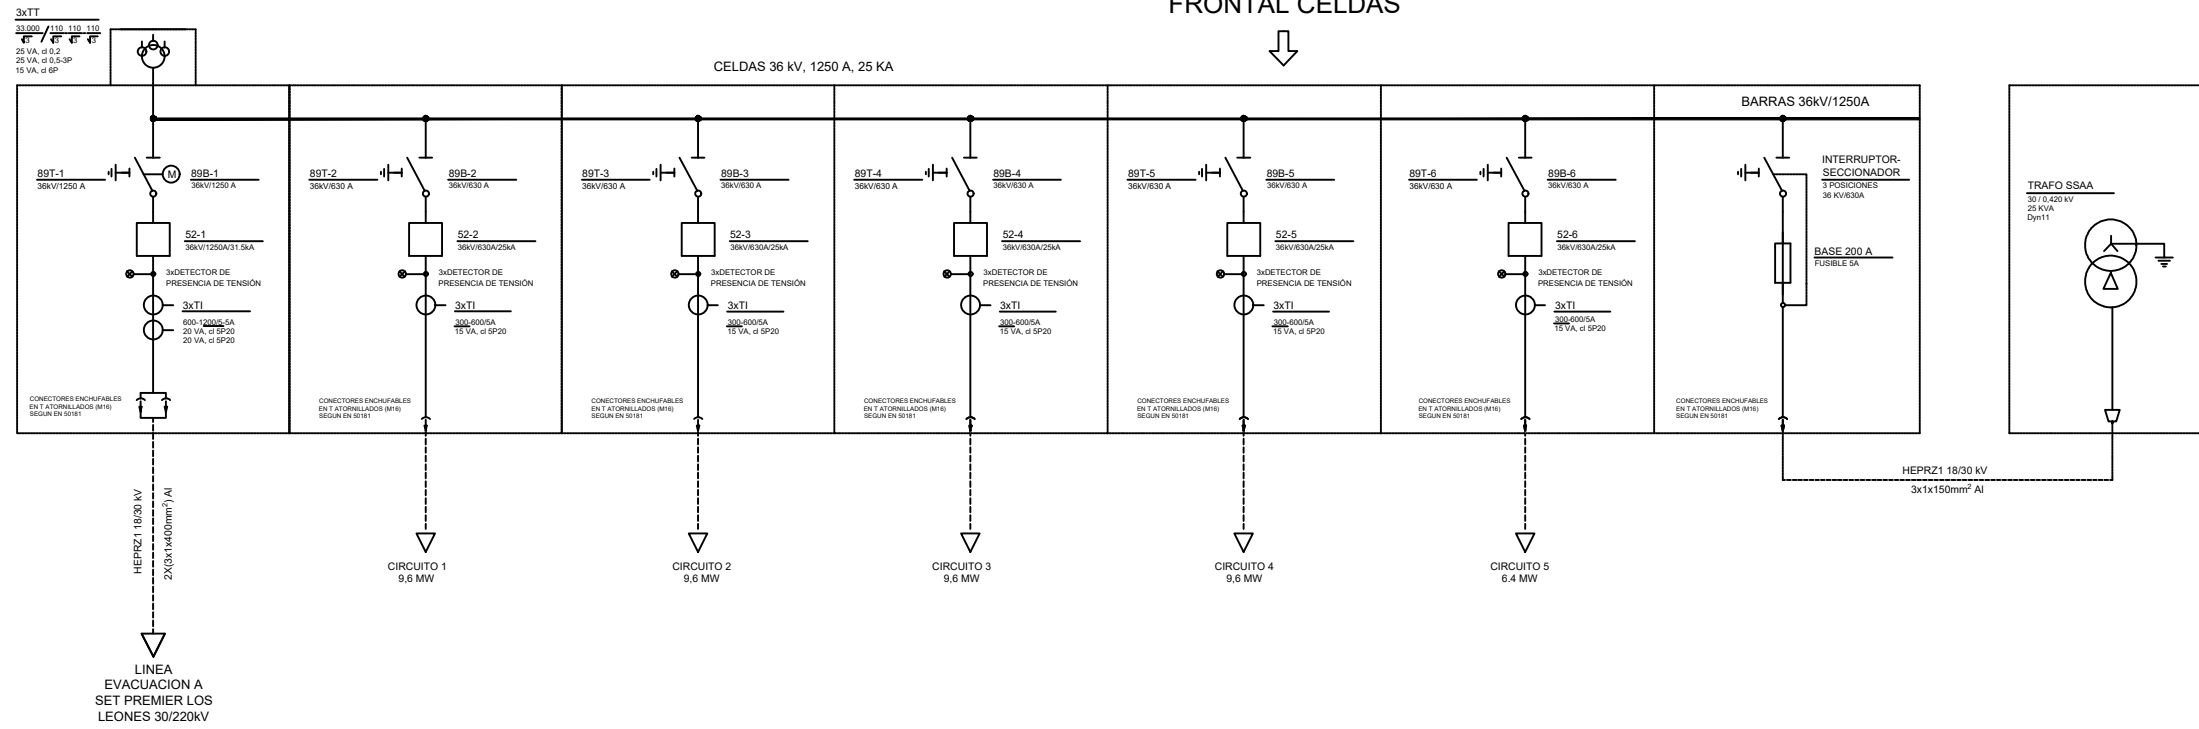 FRONTAL CELDAS
3xTT
33.000/√3 / 110/√3 110/√3 110/√3
25 VA, cl 0,2
25 VA, cl 0,5-3P
15 VA, cl 6P
CELDAS 36 kV, 1250 A, 25 KA
BARRAS 36kV/1250A
89T-1
36kV/1250 A
M
89B-1
36kV/1250 A
52-1
36kV/1250A/31.5kA
3xDETECTOR DE
PRESENCIA DE TENSIÓN
3xTI
600-1200/5-5A
20 VA, cl 5P20
20 VA, cl 5P20
CONECTORES ENCHUFABLES
EN T ATORNILLADOS (M16)
SEGUN EN 50181
HEPRZ1 18/30 kV
2X(3x1x400mm²) Al
LINEA
EVACUACION A
SET PREMIER LOS
LEONES 30/220kV
89T-2
36kV/630 A
89B-2
36kV/630 A
52-2
36kV/630A/25kA
3xDETECTOR DE
PRESENCIA DE TENSIÓN
3xTI
300-600/5A
15 VA, cl 5P20
CONECTORES ENCHUFABLES
EN T ATORNILLADOS (M16)
SEGUN EN 50181
CIRCUITO 1
9,6 MW
89T-3
36kV/630 A
89B-3
36kV/630 A
52-3
36kV/630A/25kA
3xDETECTOR DE
PRESENCIA DE TENSIÓN
3xTI
300-600/5A
15 VA, cl 5P20
CONECTORES ENCHUFABLES
EN T ATORNILLADOS (M16)
SEGUN EN 50181
CIRCUITO 2
9,6 MW
89T-4
36kV/630 A
89B-4
36kV/630 A
52-4
36kV/630A/25kA
3xDETECTOR DE
PRESENCIA DE TENSIÓN
3xTI
300-600/5A
15 VA, cl 5P20
CONECTORES ENCHUFABLES
EN T ATORNILLADOS (M16)
SEGUN EN 50181
CIRCUITO 3
9,6 MW
89T-5
36kV/630 A
89B-5
36kV/630 A
52-5
36kV/630A/25kA
3xDETECTOR DE
PRESENCIA DE TENSIÓN
3xTI
300-600/5A
15 VA, cl 5P20
CONECTORES ENCHUFABLES
EN T ATORNILLADOS (M16)
SEGUN EN 50181
CIRCUITO 4
9,6 MW
89T-6
36kV/630 A
89B-6
36kV/630 A
52-6
36kV/630A/25kA
3xDETECTOR DE
PRESENCIA DE TENSIÓN
3xTI
300-600/5A
15 VA, cl 5P20
CONECTORES ENCHUFABLES
EN T ATORNILLADOS (M16)
SEGUN EN 50181
CIRCUITO 5
6.4 MW
INTERRUPTOR-
SECCIONADOR
3 POSICIONES
36 KV/630A
BASE 200 A
FUSIBLE 5A
CONECTORES ENCHUFABLES
EN T ATORNILLADOS (M16)
SEGUN EN 50181
HEPRZ1 18/30 kV
3x1x150mm² Al
TRAFO SSAA
30 / 0,420 kV
25 KVA
Dyn11